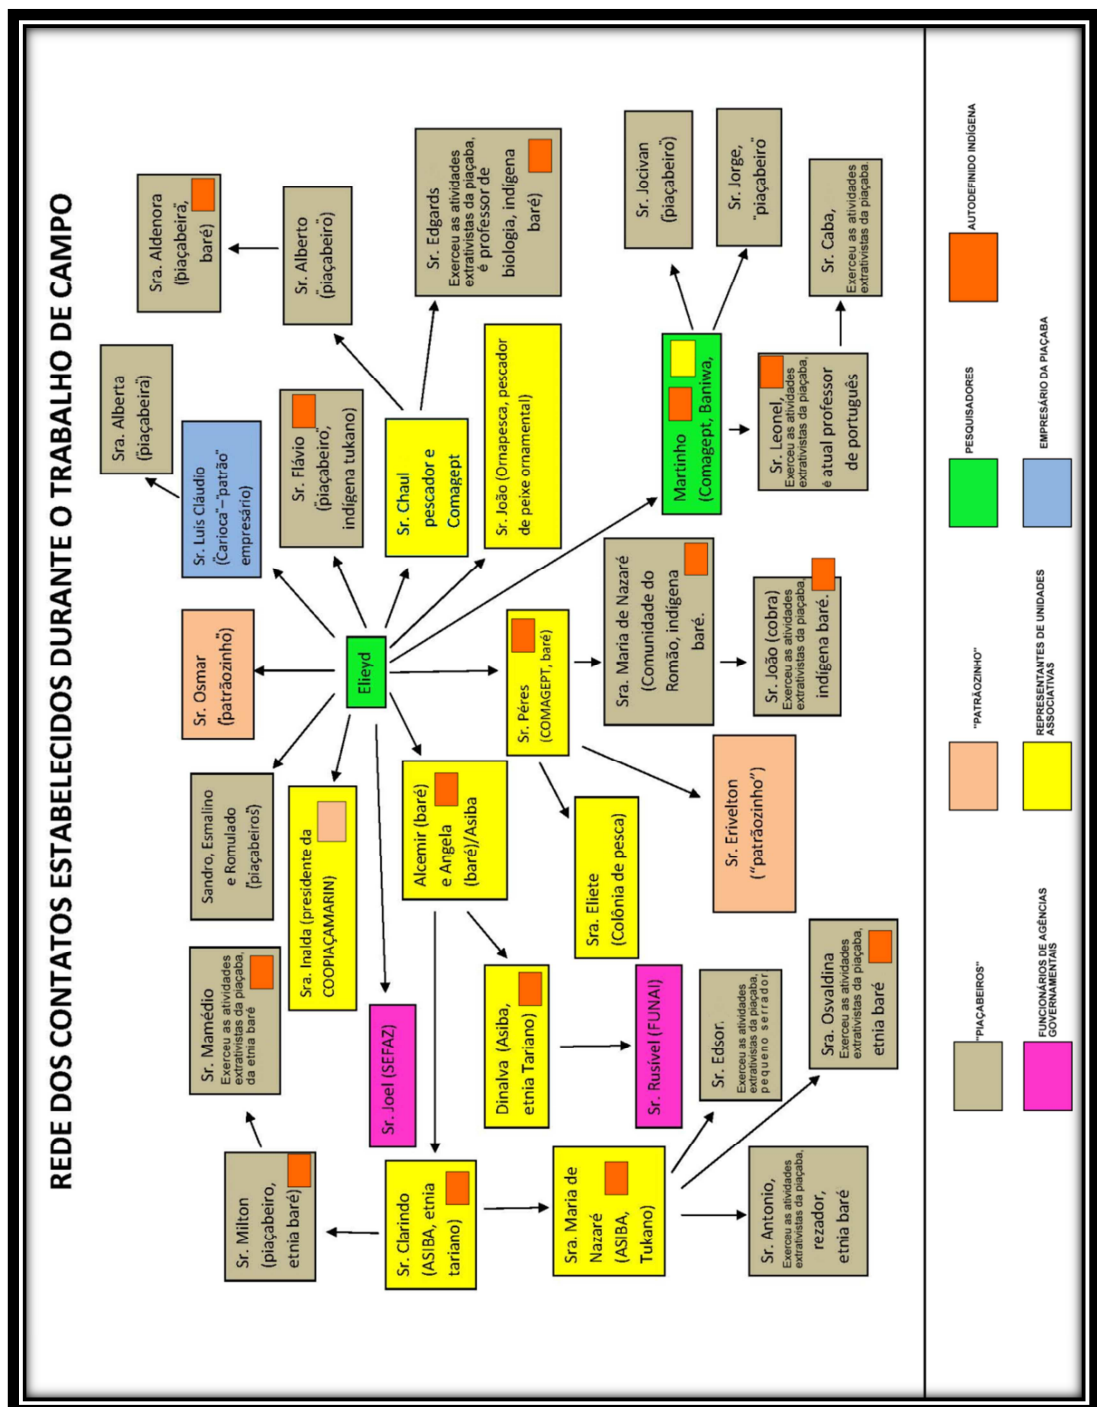 REDE DOS CONTATOS ESTABELECIDOS DURANTE O TRABALHO DE CAMPO
Sr. Milton
(piaçabeiro,
etnia baré)
Sr. Mamédio
Exerceu as atividades
extrativistas da piaçaba,
da etnia baré
Sandro, Esmalino
e Romulado
("piaçabeiros")
Sr. Osmar
("patrãozinho")
Sr. Luis Cláudio
("Carioca"–"patrão"
empresário)
Sra. Alberta
("piaçabeira")
Sra. Aldenora
("piaçabeira",
baré)
Sr. Alberto
("piaçabeiro")
Sr. Flávio
("piaçabeiro",
indígena tukano)
Sra. Inalda (presidente da
COOPIAÇAMARIN)
Elieyd
Sr. Joel (SEFAZ)
Sr. Clarindo
(ASIBA, etnia
tariano)
Alcemir (baré)
e Angela
(baré)/Asiba
Sr. Chaul
pescador e
Comagept
Sr. Edgards
Exerceu as atividades
extrativistas da piaçaba,
é professor de
biologia, indígena
baré)
Sr. João (Ornapesca, pescador
de peixe ornamental)
Dinalva (Asiba,
etnia Tariano)
Sr. Péres
(COMAGEPT, baré)
Sra. Maria de
Nazaré
(ASIBA,
Tukano)
Sr. Rusível (FUNAI)
Sra. Eliete
(Colônia de pesca)
Sra. Maria de Nazaré
(Comunidade do
Romão, indígena
baré.
Martinho
(Comagept, Baniwa,
Sr. Jocivan
(piaçabeiro)
Sr. Jorge,
"piaçabeiro"
Sr. Edsor.
Exerceu as atividades
extrativisias da piaçaba,
pequeno serrador
Sr. Erivelton
("patrãozinho")
Sr. João (cobra)
Exerceu as atividades
extrativistas da piaçaba,
indígena baré.
Sr. Leonel,
Exerceu as atividades
extrativistas da piaçaba,
é atual professor
de português
Sr. Antonio,
Exerceu as atividades
extrativistas da piaçaba,
rezador,
etnia baré
Sra. Osvaldina
Exerceu as atividades
extrativistas da piaçaba,
etnia baré
Sr. Caba,
Exerceu as atividades
extrativistas da piaçaba.
"PIAÇABEIROS"
"PATRÃOZINHO"
PESQUISADORES
AUTODEFINIDO INDÍGENA
FUNCIONÁRIOS DE AGÊNCIAS
GOVERNAMENTAIS
REPRESENTANTES DE UNIDADES
ASSOCIATIVAS
EMPRESÁRIO DA PIAÇABA